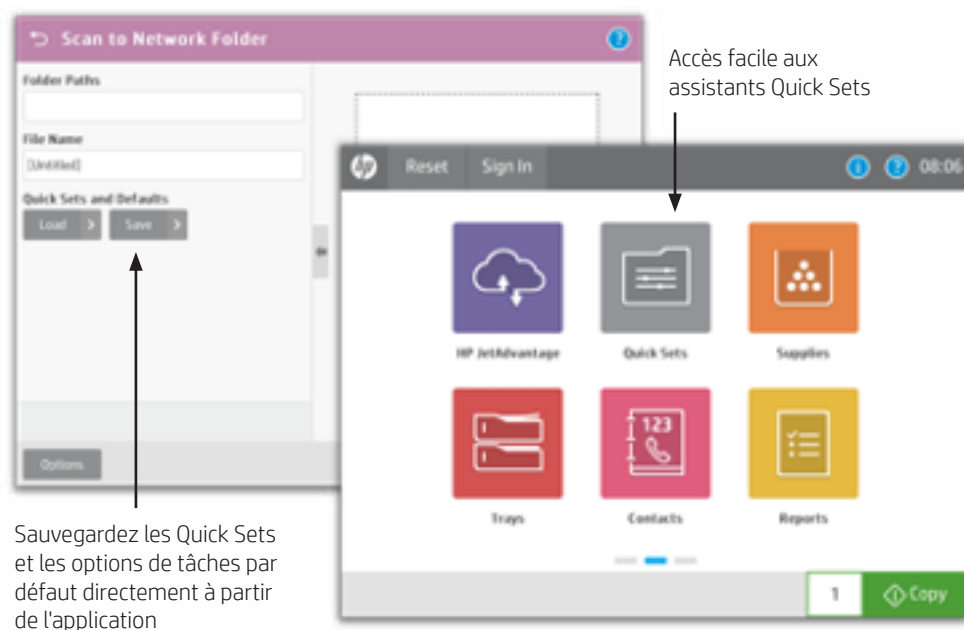 Scan to Network Folder
?
Folder Paths
File Name
[Untitled]
Quick Sets and Defaults
Load
Save
Options
Accès facile aux
assistants Quick Sets
hp
Reset
Sign In
i
?
08:06
HP JetAdvantage
Quick Sets
Supplies
123
Trays
Contacts
Reports
1
Copy
Sauvegardez les Quick Sets
et les options de tâches par
défaut directement à partir
de l'application